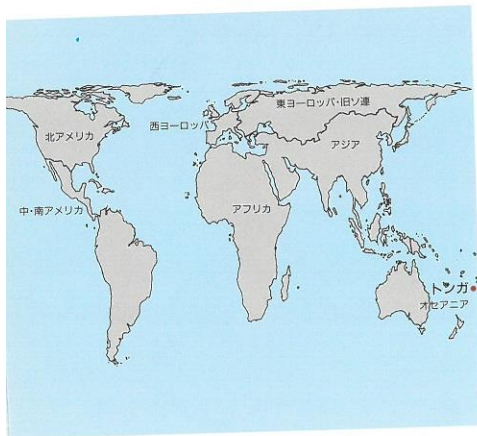 東ヨーロッパ・旧ソ連
北アメリカ
西ヨーロッパ
アジア
中・南アメリカ
アフリカ
トンガ
オセアニア